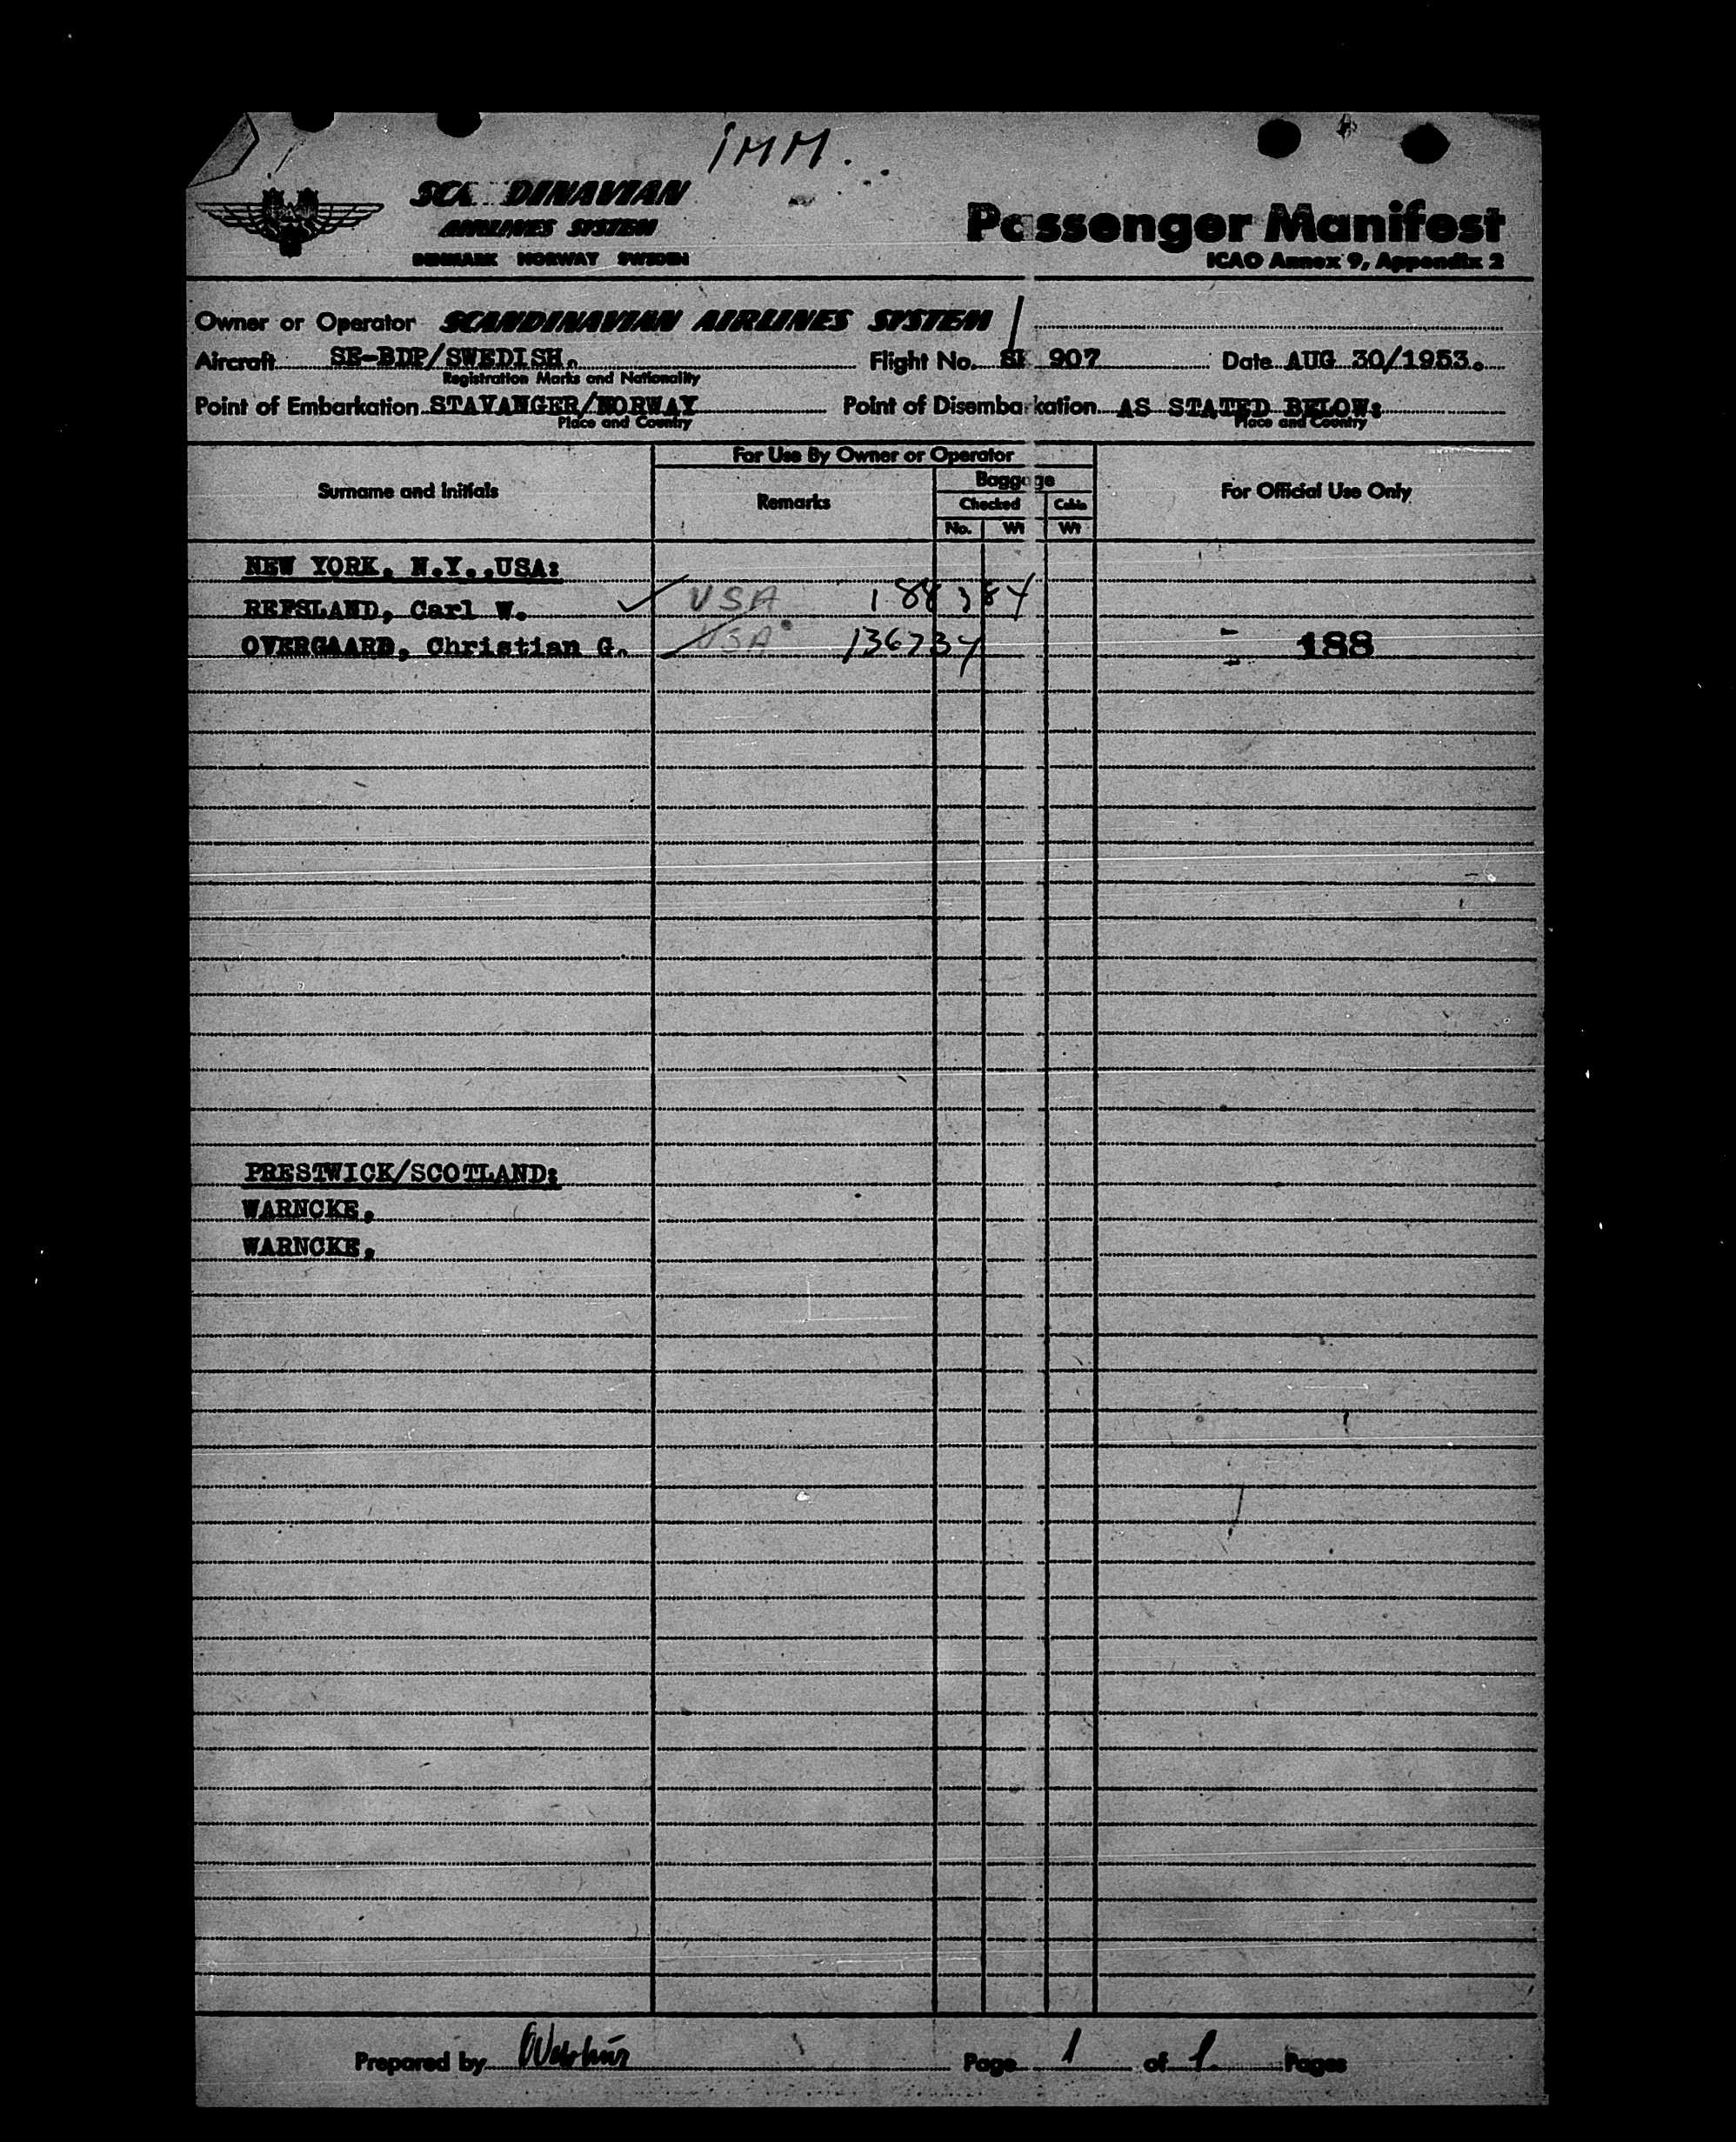 IMM.
SCANDINAVIAN
AIRLINES SYSTEM
DENMARK NORWAY SWEDEN
Passenger Manifest
ICAO Annex 9, Appendix 2
Owner or Operator SCANDINAVIAN AIRLINES SYSTEM
Aircraft SE-BDP/SWEDISH. Flight No. SK 907 Date AUG 30/1953.
Registration Marks and Nationality
Point of Embarkation STAVANGER/NORWAY Point of Disembarkation AS STATED BELOW:
Place and Country Place and Country
For Use By Owner or Operator
Surname and Initials Remarks Baggage For Official Use Only
Checked Cabin
No. Wt Wt
NEW YORK, N.Y.,USA:
REFSLAND, Carl W. USA 188384
OVERGAARD, Christian G. USA 136734 188
PRESTWICK/SCOTLAND:
WARNCKE,
WARNCKE,
Prepared by Page 1 of 1. Pages